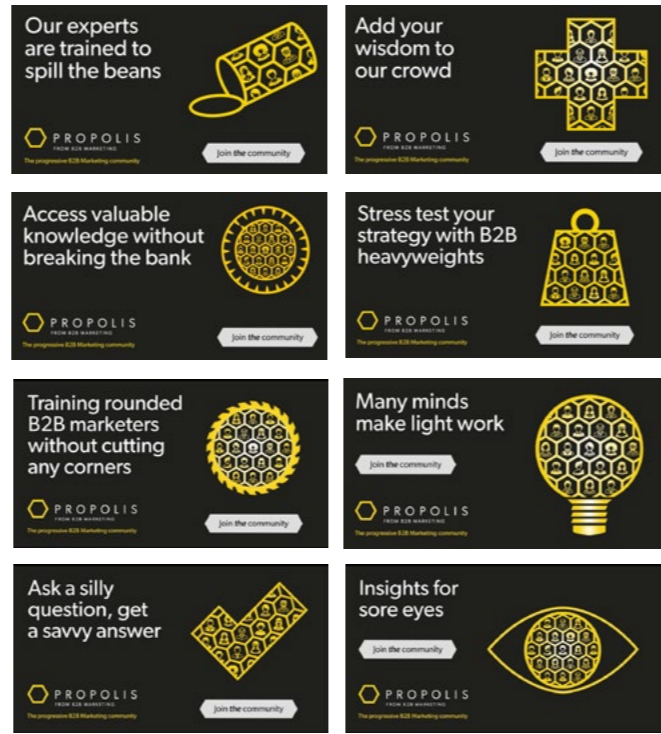 Our experts
are trained to
spill the beans
PROPOLIS
FROM B2B MARKETING
The progressive B2B Marketing community
Join the community
Add your
wisdom to
our crowd
PROPOLIS
FROM B2B MARKETING
The progressive B2B Marketing community
Join the community
Access valuable
knowledge without
breaking the bank
PROPOLIS
FROM B2B MARKETING
The progressive B2B Marketing community
Join the community
Stress test your
strategy with B2B
heavyweights
PROPOLIS
FROM B2B MARKETING
The progressive B2B Marketing community
Join the community
Training rounded
B2B marketers
without cutting
any corners
PROPOLIS
FROM B2B MARKETING
The progressive B2B Marketing community
Join the community
Many minds
make light work
Join the community
PROPOLIS
FROM B2B MARKETING
The progressive B2B Marketing community
Ask a silly
question, get
a savvy answer
PROPOLIS
FROM B2B MARKETING
The progressive B2B Marketing community
Join the community
Insights for
sore eyes
Join the community
PROPOLIS
FROM B2B MARKETING
The progressive B2B Marketing community